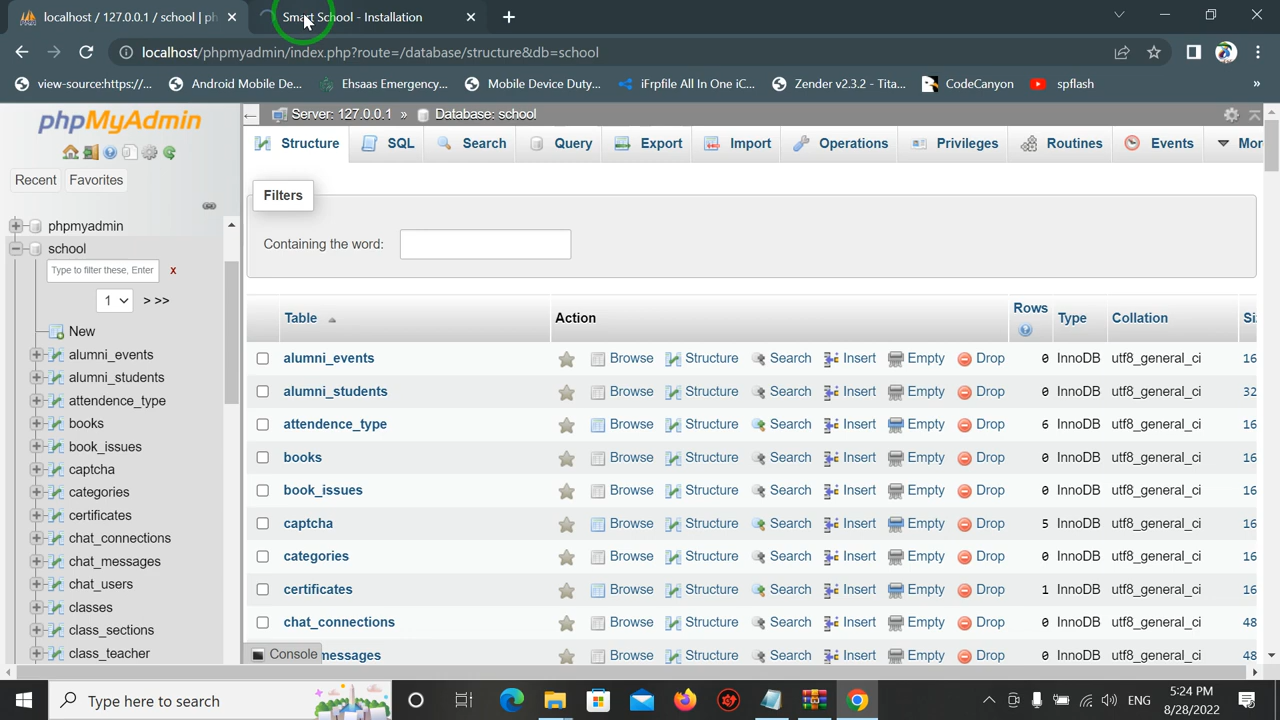 localhost / 127.0.0.1 / school | ph
Smart School - Installation
localhost/phpmyadmin/index.php?route=/database/structure&db=school
view-source:https://...
Android Mobile De...
Ehsaas Emergency...
Mobile Device Duty...
iFrpfile All In One iC...
Zender v2.3.2 - Tita...
CodeCanyon
spflash
»
phpMyAdmin
Recent
Favorites
phpmyadmin
school
Type to filter these, Enter
x
1
> >>
New
alumni_events
alumni_students
attendence_type
books
book_issues
captcha
categories
certificates
chat_connections
chat_messages
chat_users
classes
class_sections
class_teacher
Server: 127.0.0.1 » Database: school
Structure
SQL
Search
Query
Export
Import
Operations
Privileges
Routines
Events
Mor
Filters
Containing the word:
Table Action Rows Type Collation Si
alumni_events Browse Structure Search Insert Empty Drop 0 InnoDB utf8_general_ci 16
alumni_students Browse Structure Search Insert Empty Drop 0 InnoDB utf8_general_ci 32
attendence_type Browse Structure Search Insert Empty Drop 6 InnoDB utf8_general_ci 16
books Browse Structure Search Insert Empty Drop 0 InnoDB utf8_general_ci 16
book_issues Browse Structure Search Insert Empty Drop 0 InnoDB utf8_general_ci 16
captcha Browse Structure Search Insert Empty Drop 5 InnoDB utf8_general_ci 16
categories Browse Structure Search Insert Empty Drop 0 InnoDB utf8_general_ci 16
certificates Browse Structure Search Insert Empty Drop 1 InnoDB utf8_general_ci 16
chat_connections Browse Structure Search Insert Empty Drop 0 InnoDB utf8_general_ci 48
messages Browse Structure Search Insert Empty Drop 0 InnoDB utf8_general_ci 48
Console
Type here to search
ENG
5:24 PM
8/28/2022